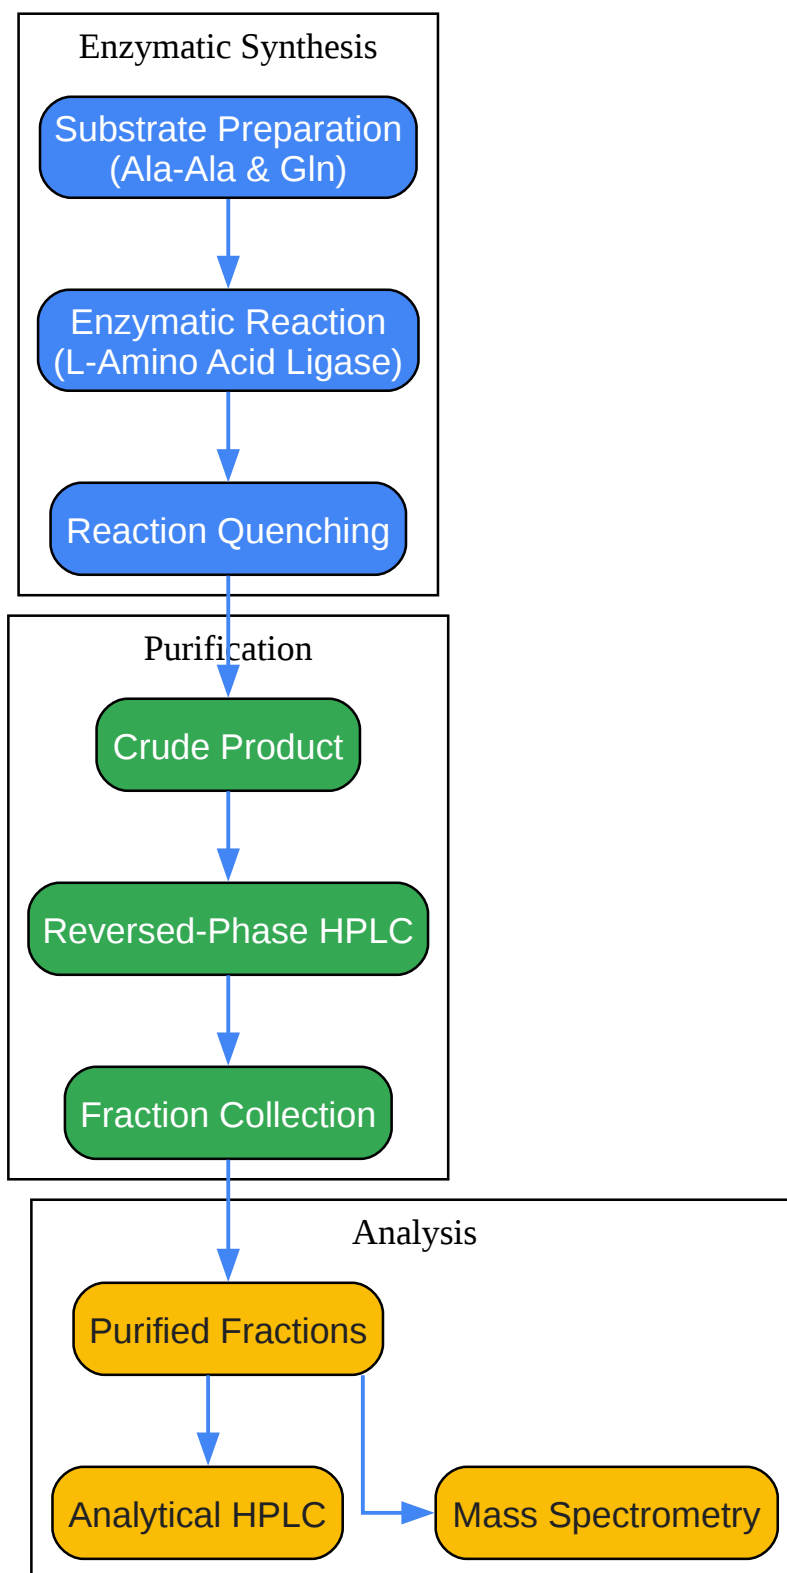 Enzymatic Synthesis
Substrate Preparation
(Ala-Ala & Gln)
Enzymatic Reaction
(L-Amino Acid Ligase)
Reaction Quenching
Purification
Crude Product
Reversed-Phase HPLC
Fraction Collection
Analysis
Purified Fractions
Analytical HPLC
Mass Spectrometry